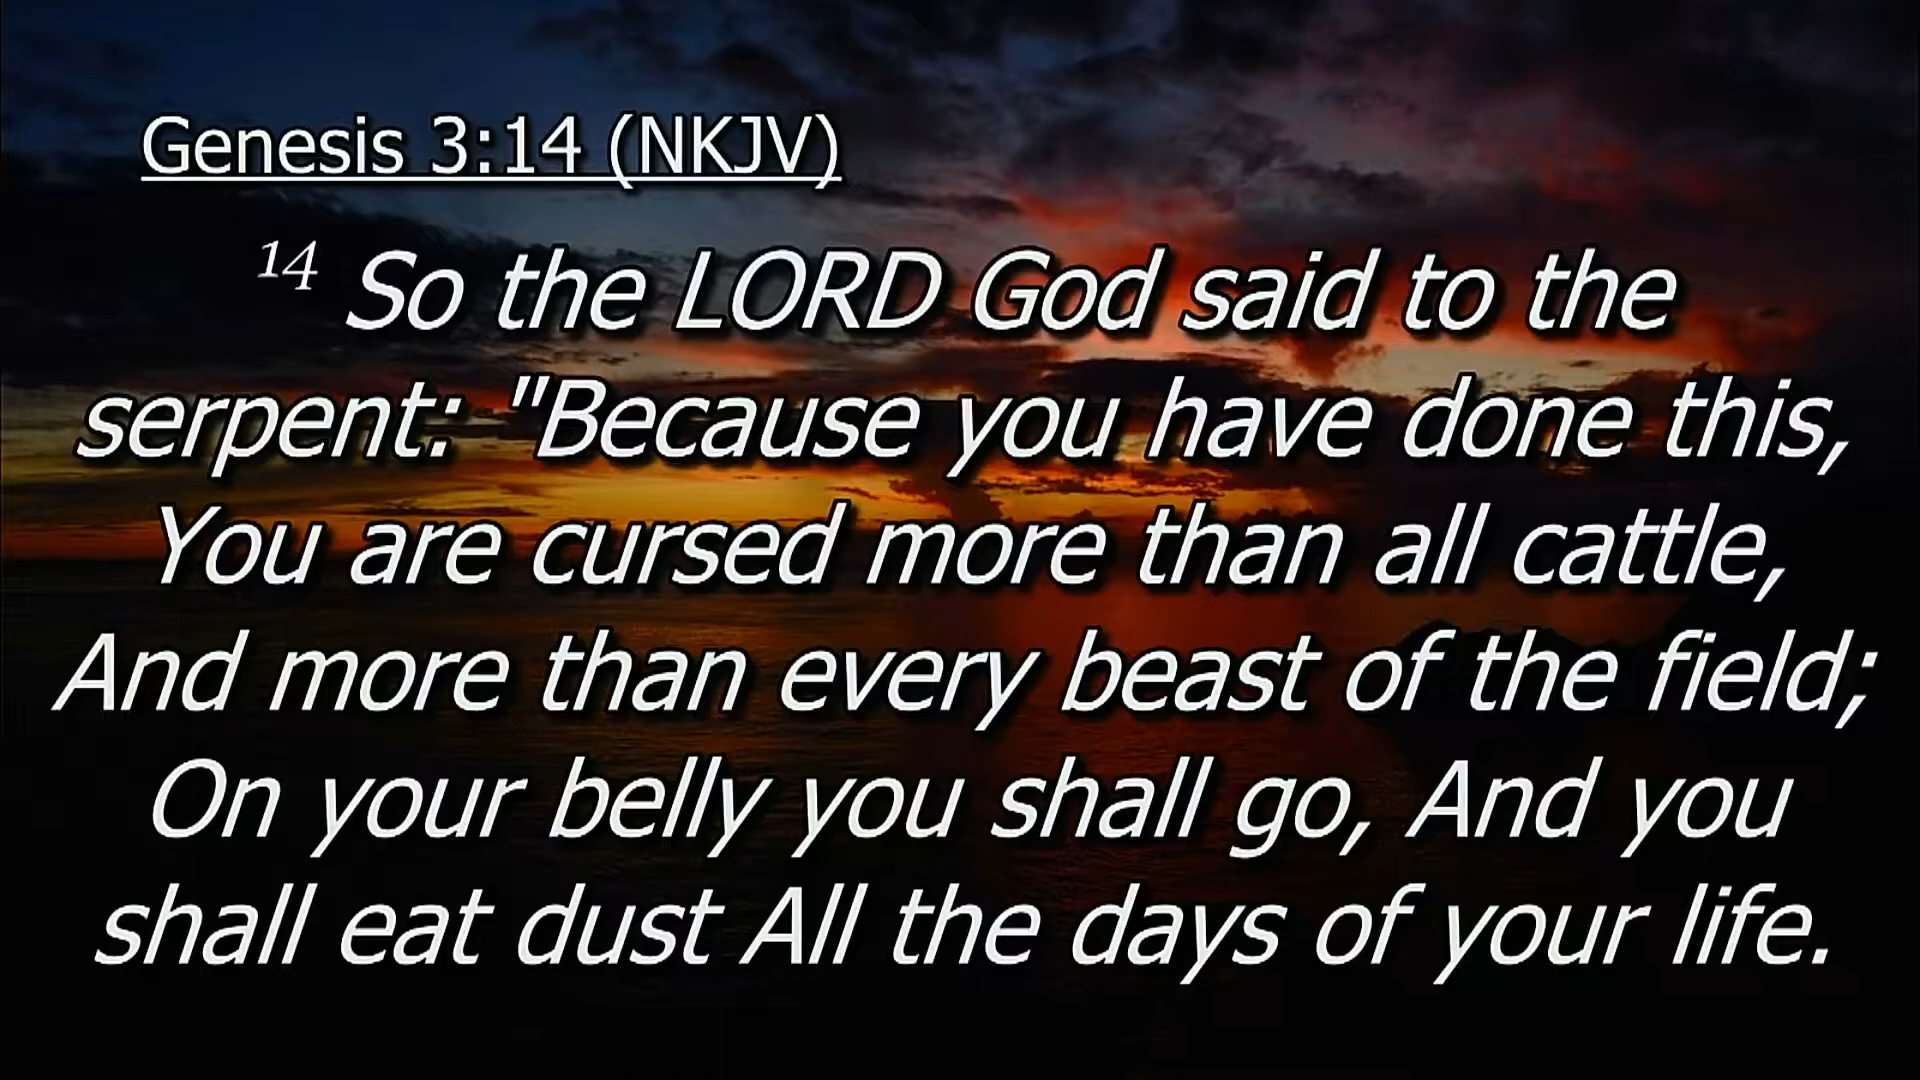 Genesis 3:14 (NKJV)
14 So the LORD God said to the
serpent: "Because you have done this,
You are cursed more than all cattle,
And more than every beast of the field;
On your belly you shall go, And you
shall eat dust All the days of your life.